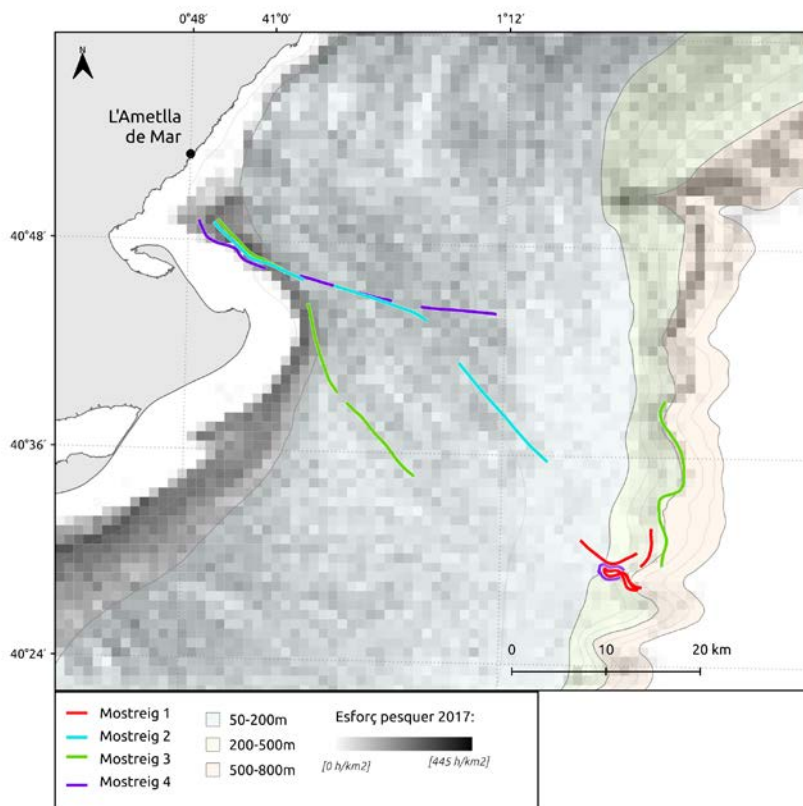 0°48' 41°0' 1°12'
N
L'Ametlla
de Mar
40°48'
40°36'
40°24'
0 10 20 km
Mostreig 1
Mostreig 2
Mostreig 3
Mostreig 4
50-200m
200-500m
500-800m
Esforç pesquer 2017:
[0 h/km2] [445 h/km2]